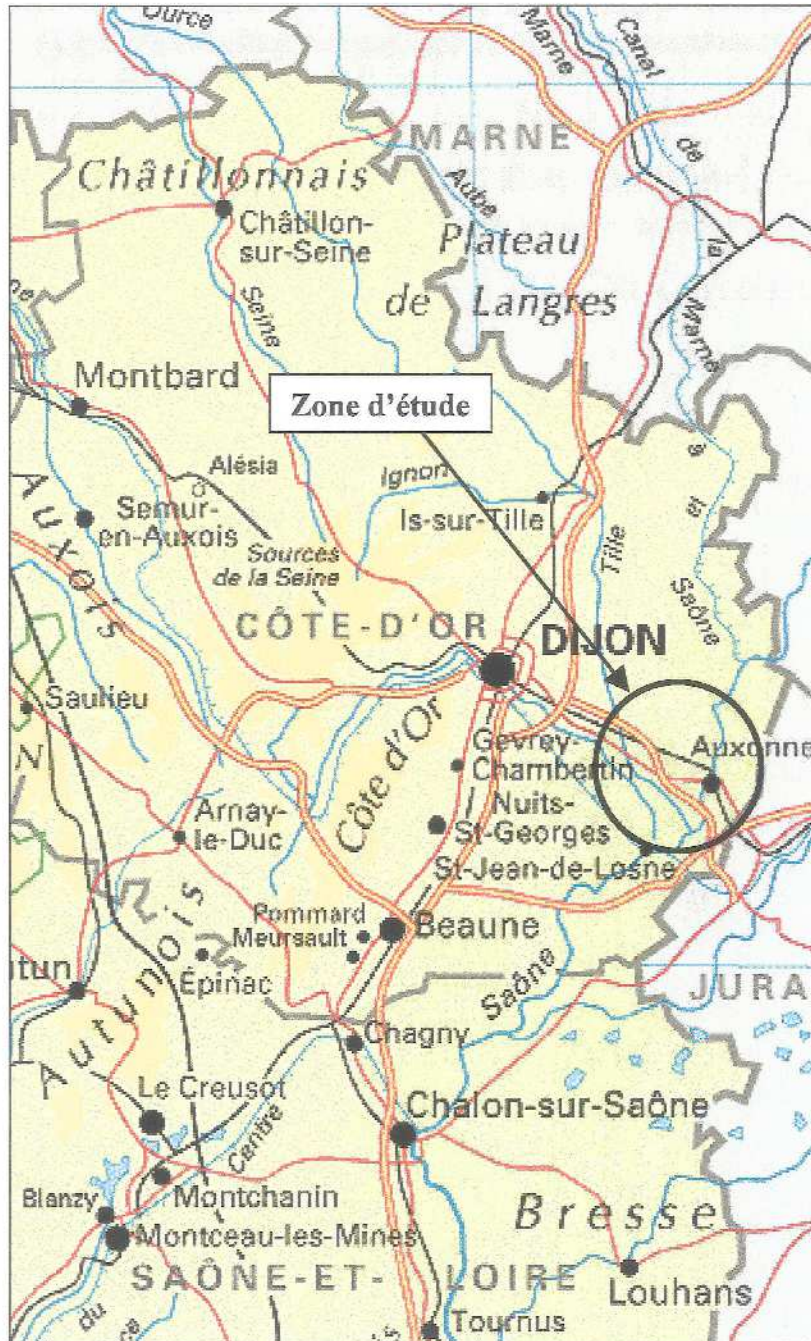 Ource
Marne
Canal
de
la
Marne
à
la
Saône
MARNE
Châtillonnais
Aube
Châtillon-
sur-Seine
Plateau
de Langres
Seine
Montbard
Zone d'étude
Alésia
Ignon
Auxois
Semur-
en-Auxois
Is-sur-Tille
Tille
Sources
de la Seine
CÔTE-D'OR
DIJON
Saulieu
N
Côte d'Or
Gevrey-
Chambertin
Auxonne
Arnay-
le-Duc
Nuits-
St-Georges
St-Jean-de-Losne
Pommard
Meursault
Beaune
Autunois
Épinac
Saône
JURA
tun
Chagny
Le Creusot
Centre
Chalon-sur-Saône
Blanzy
Montchanin
Bresse
Montceau-les-Mines
SAÔNE-ET-LOIRE
Louhans
du
Tournus